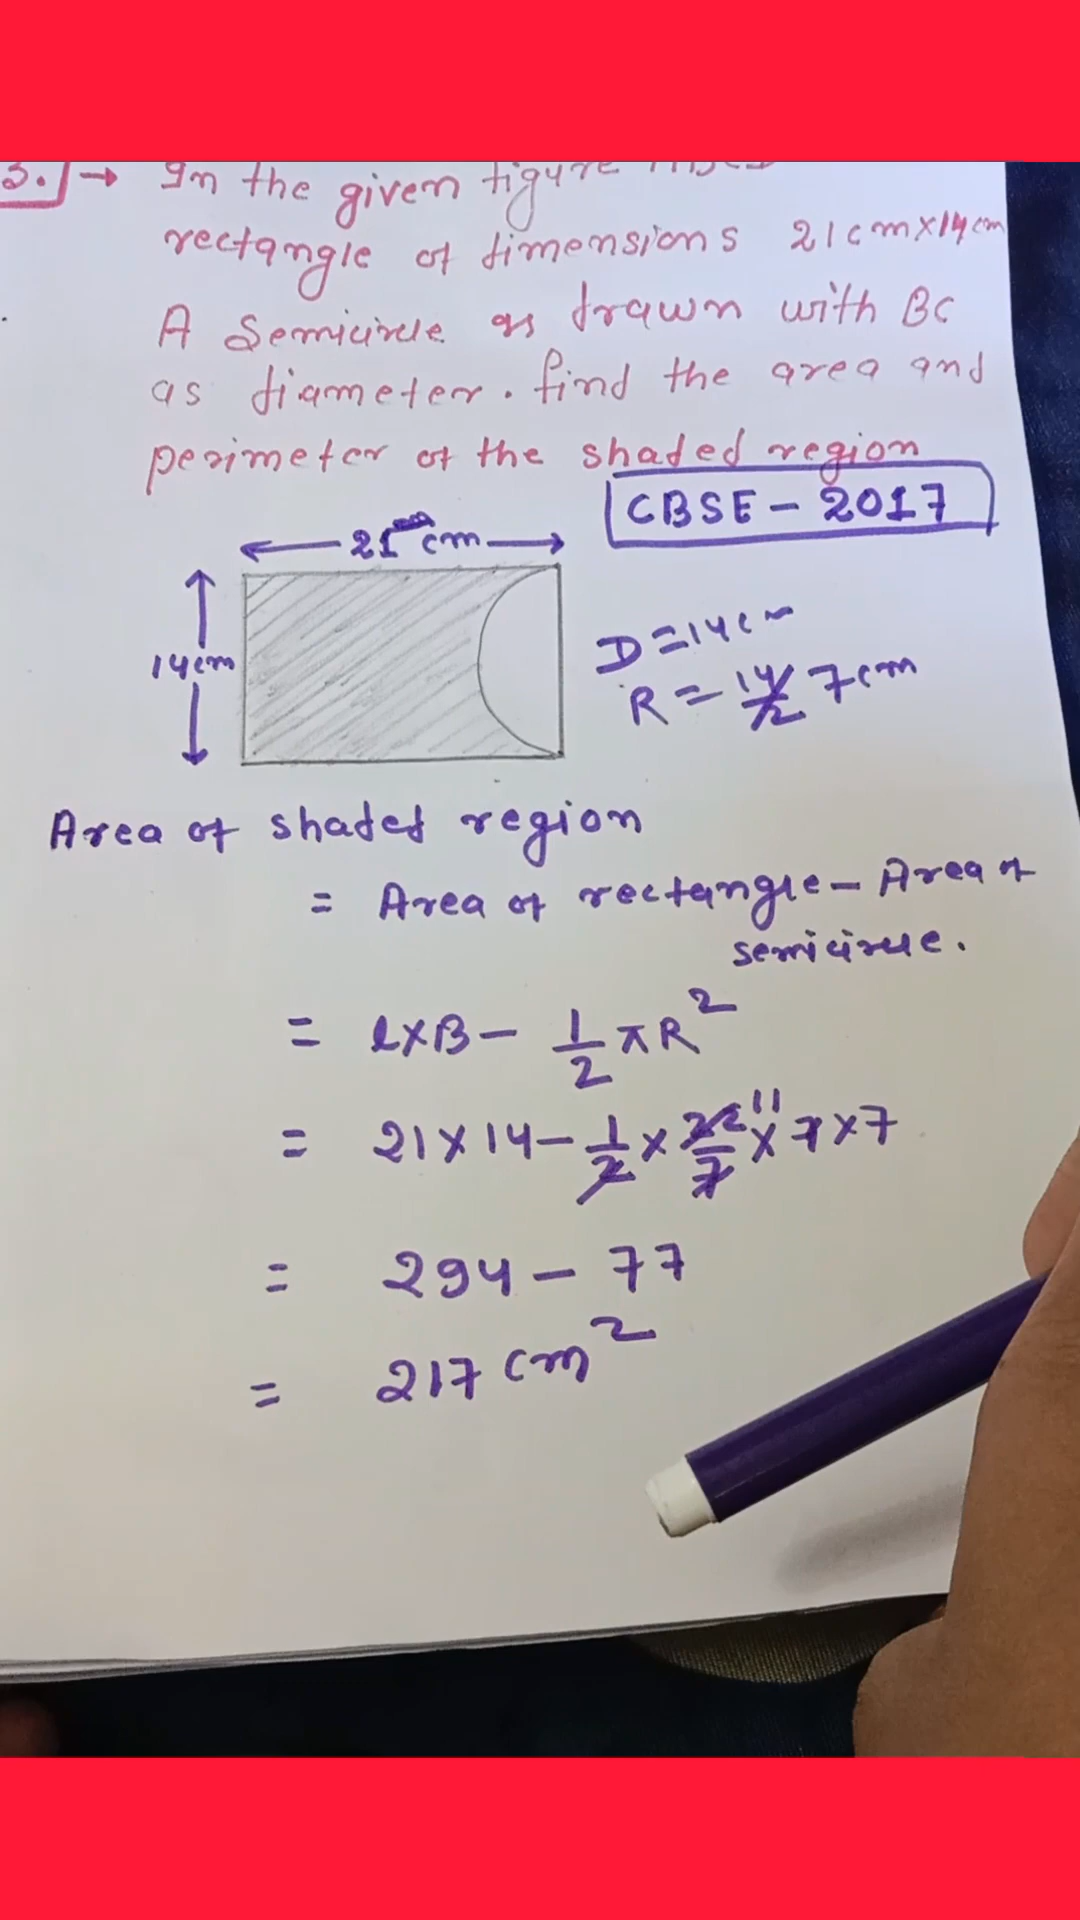 3. → In the given figure
rectangle of dimensions 21cm×14cm
A Semicircle is drawn with BC
as diameter. find the area and
perimeter of the shaded region
CBSE - 2017
21 cm
14cm
D = 14cm
R = 14/2 7cm
Area of shaded region
= Area of rectangle - Area of
semicircle.
= l×B - 1/2 πR²
= 21×14 - 1/2 × 22/7 11 × 7×7
= 294 - 77
= 217 cm²